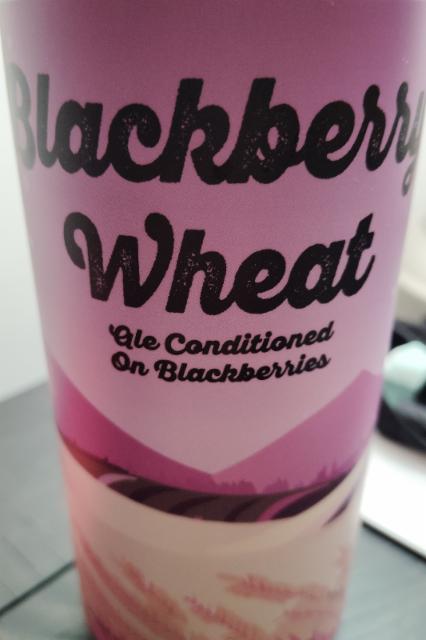 Blackberry
Wheat
Ale Conditioned
On Blackberries